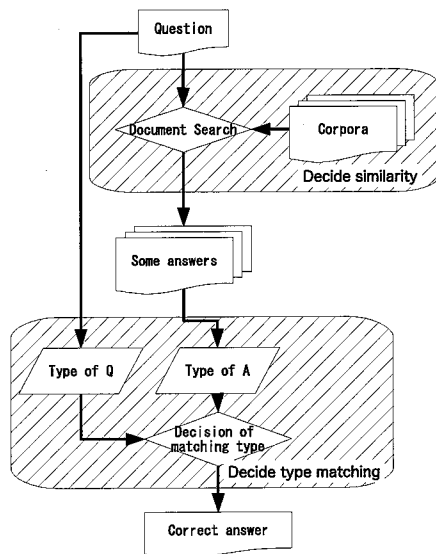 Question
Document Search
Corpora
Decide similarity
Some answers
Type of Q
Type of A
Decision of
matching type
Decide type matching
Correct answer